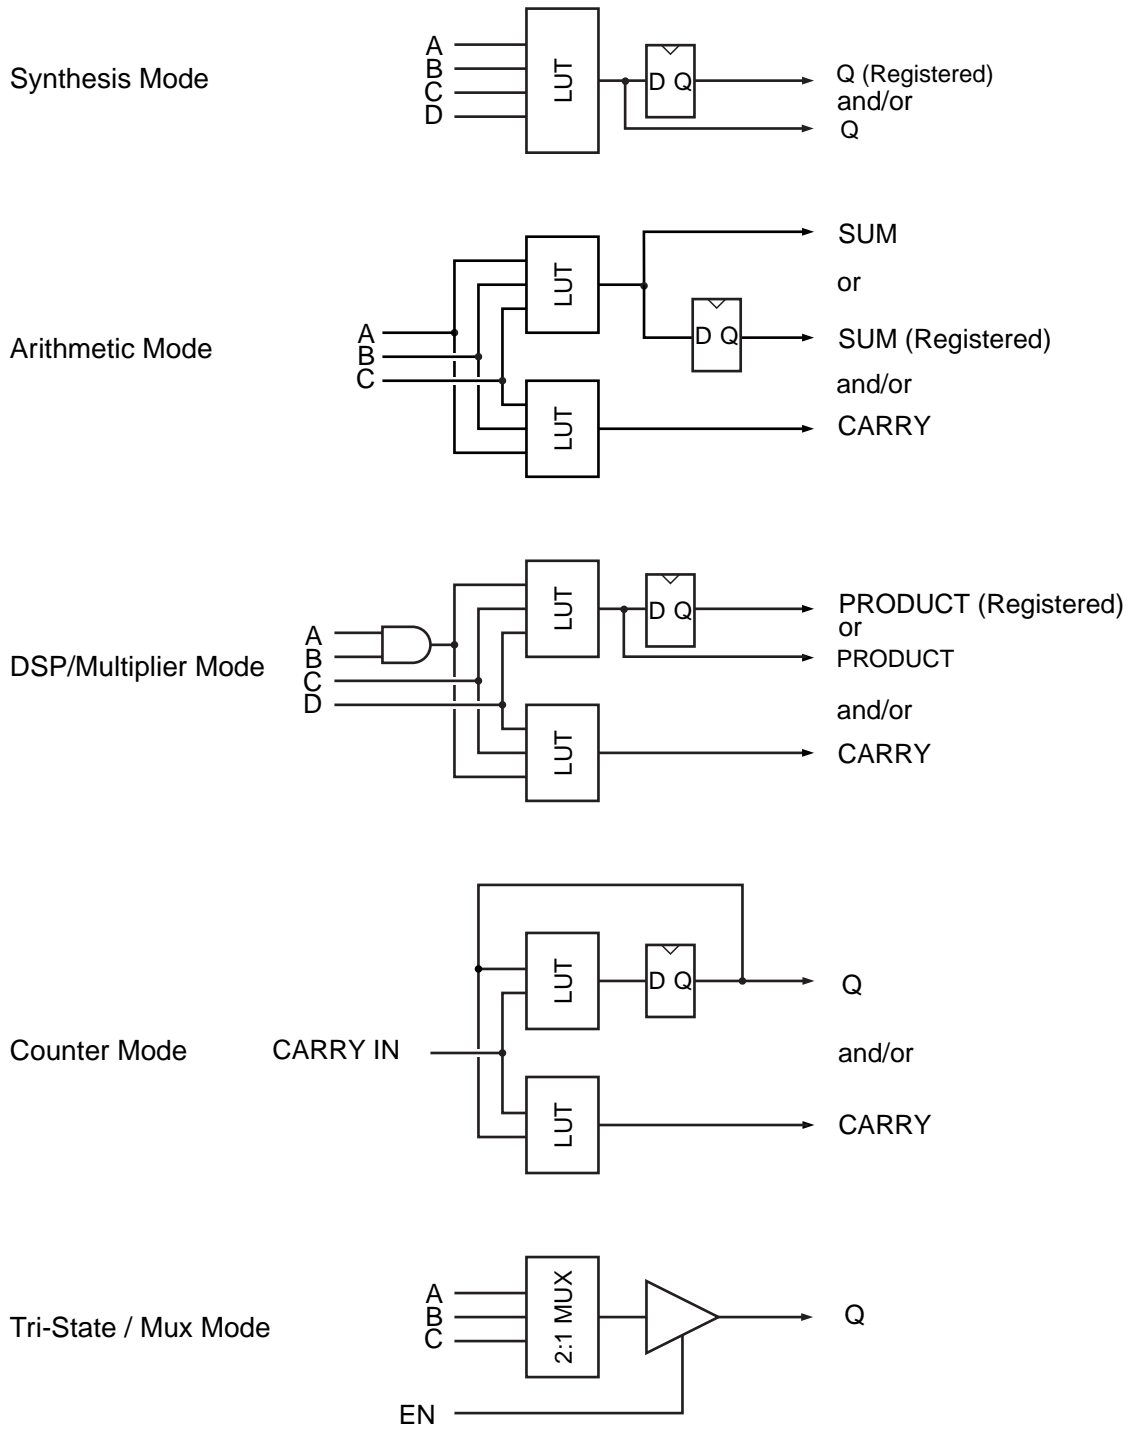 Synthesis Mode
A
B
C
D
LUT
D Q
Q (Registered)
and/or
Q
Arithmetic Mode
A
B
C
LUT
LUT
D Q
SUM
or
SUM (Registered)
and/or
CARRY
DSP/Multiplier Mode
A
B
C
D
LUT
LUT
D Q
PRODUCT (Registered)
or
PRODUCT
and/or
CARRY
Counter Mode
CARRY IN
LUT
LUT
D Q
Q
and/or
CARRY
Tri-State / Mux Mode
A
B
C
EN
2:1 MUX
Q